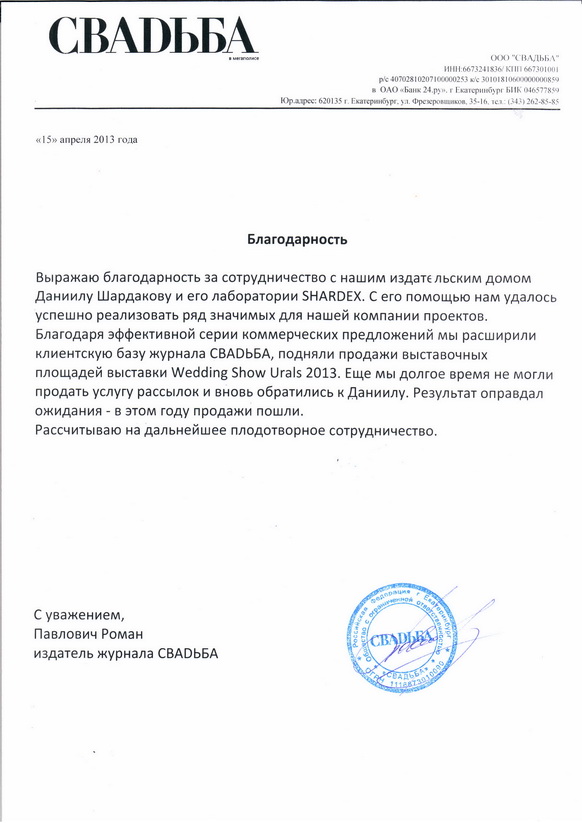 СВАДЬБА
в мегаполисе
ООО "СВАДЬБА"
ИНН:6673241836/ КПП 667301001
р/с 40702810207100000253 к/с 30101810600000000859
в ОАО «Банк 24.ру». г Екатеринбург БИК 046577859
Юр.адрес: 620135 г. Екатеринбург, ул. Фрезеровщиков, 35-16, тел.: (343) 262-85-85
«15» апреля 2013 года
Благодарность
Выражаю благодарность за сотрудничество с нашим издательским домом
Даниилу Шардакову и его лаборатории SHARDEX. С его помощью нам удалось
успешно реализовать ряд значимых для нашей компании проектов.
Благодаря эффективной серии коммерческих предложений мы расширили
клиентскую базу журнала СВАДЬБА, подняли продажи выставочных
площадей выставки Wedding Show Urals 2013. Еще мы долгое время не могли
продать услугу рассылок и вновь обратились к Даниилу. Результат оправдал
ожидания - в этом году продажи пошли.
Рассчитываю на дальнейшее плодотворное сотрудничество.
С уважением,
Павлович Роман
издатель журнала СВАДЬБА
Российская Федерация г Екатеринбург
Общество с ограниченной ответственностью
СВАДЬБА
"СВАДЬБА"
ОГРН